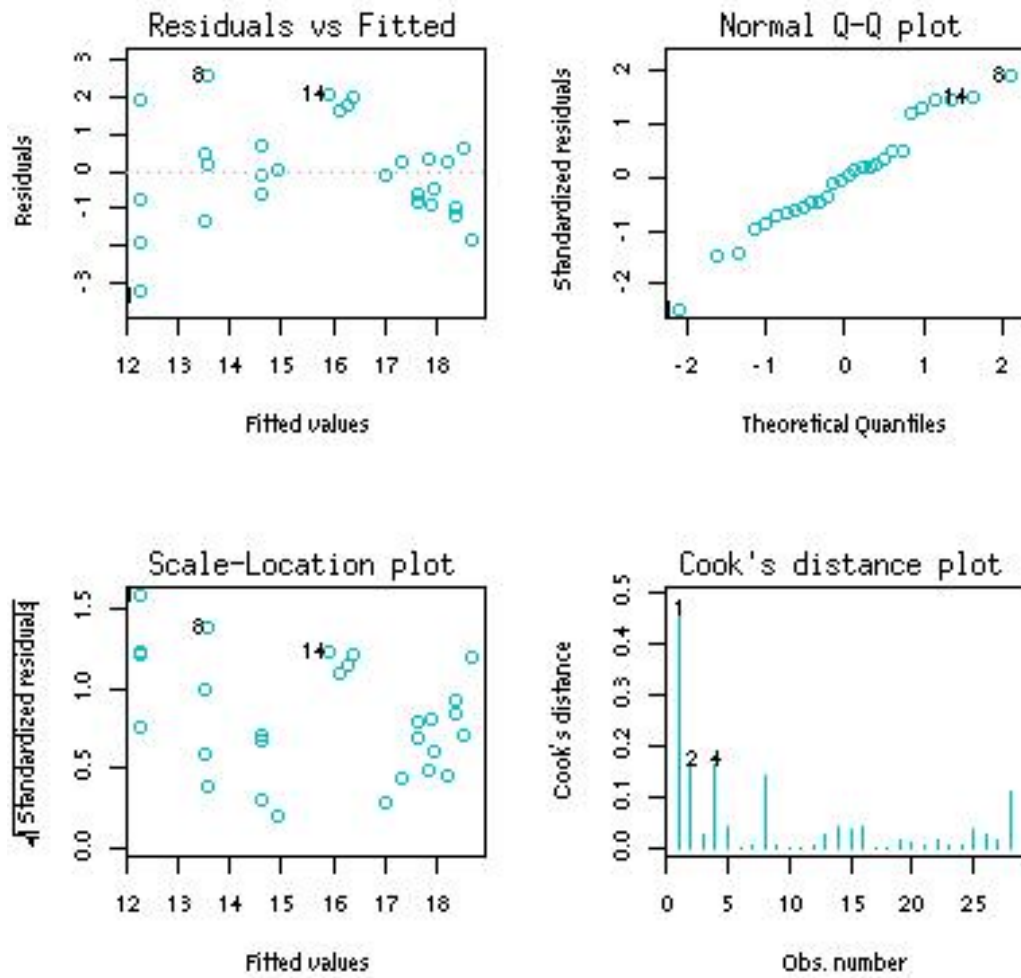 Residuals vs Fitted
Residuals
3
2
1
0
-1
-3
8
14
12 13 14 15 16 17 18
Fitted values
Normal Q-Q plot
Standardized residuals
2
1
0
-1
-2
8
14
-2 -1 0 1 2
Theoretical Quantiles
Scale-Location plot
√Standardized residuals
1.5
1.0
0.5
0.0
8
14
12 13 14 15 16 17 18
Fitted values
Cook's distance plot
Cook's distance
0.5
0.4
0.3
0.2
0.1
0.0
1
2 4
0 5 10 15 20 25
Obs. number